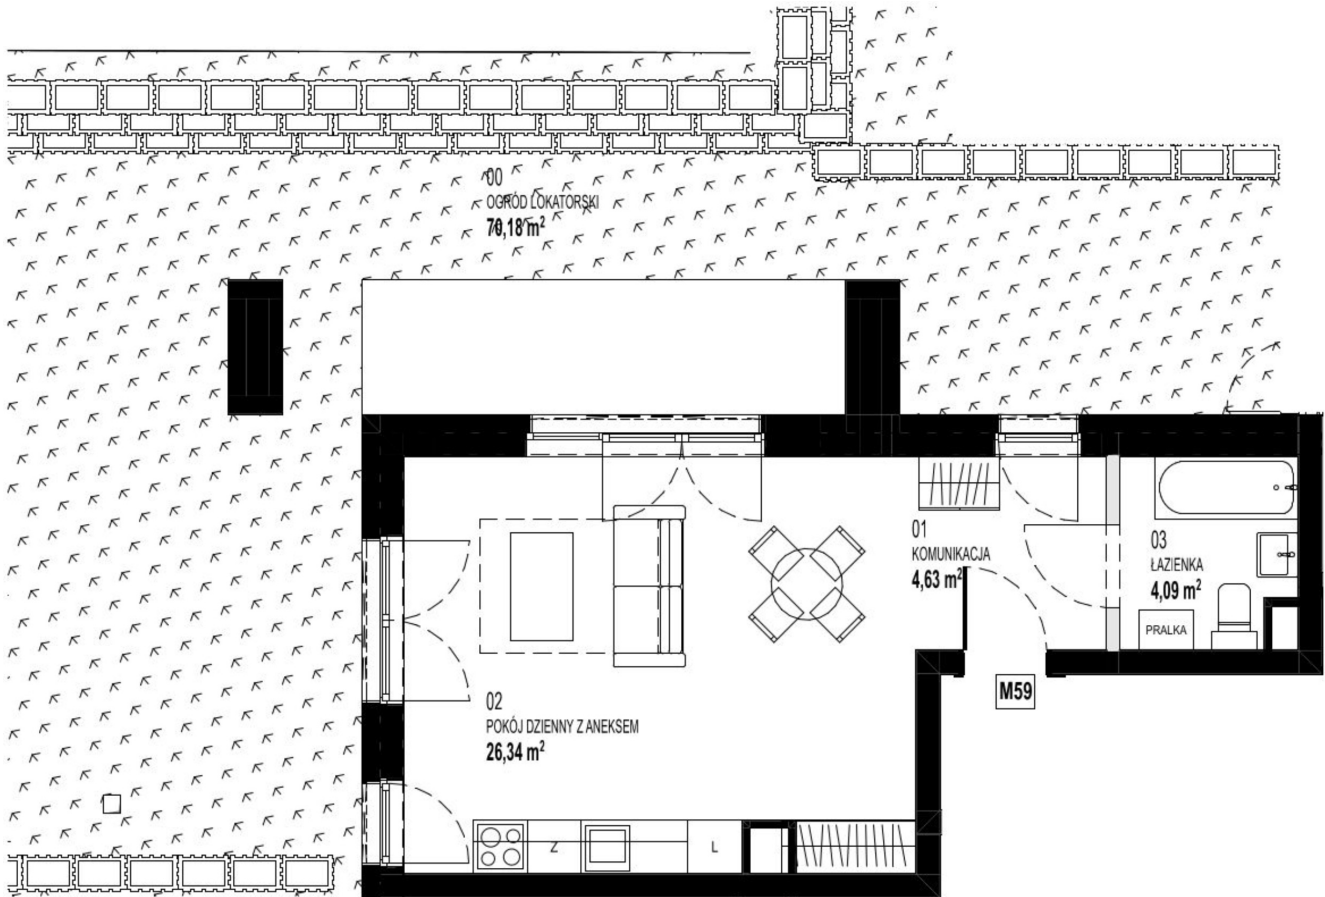 00
OGRÓD LOKATORSKI
70,18 m²
01
KOMUNIKACJA
4,63 m²
03
ŁAZIENKA
4,09 m²
PRALKA
M59
02
POKÓJ DZIENNY Z ANEKSEM
26,34 m²
Z
L